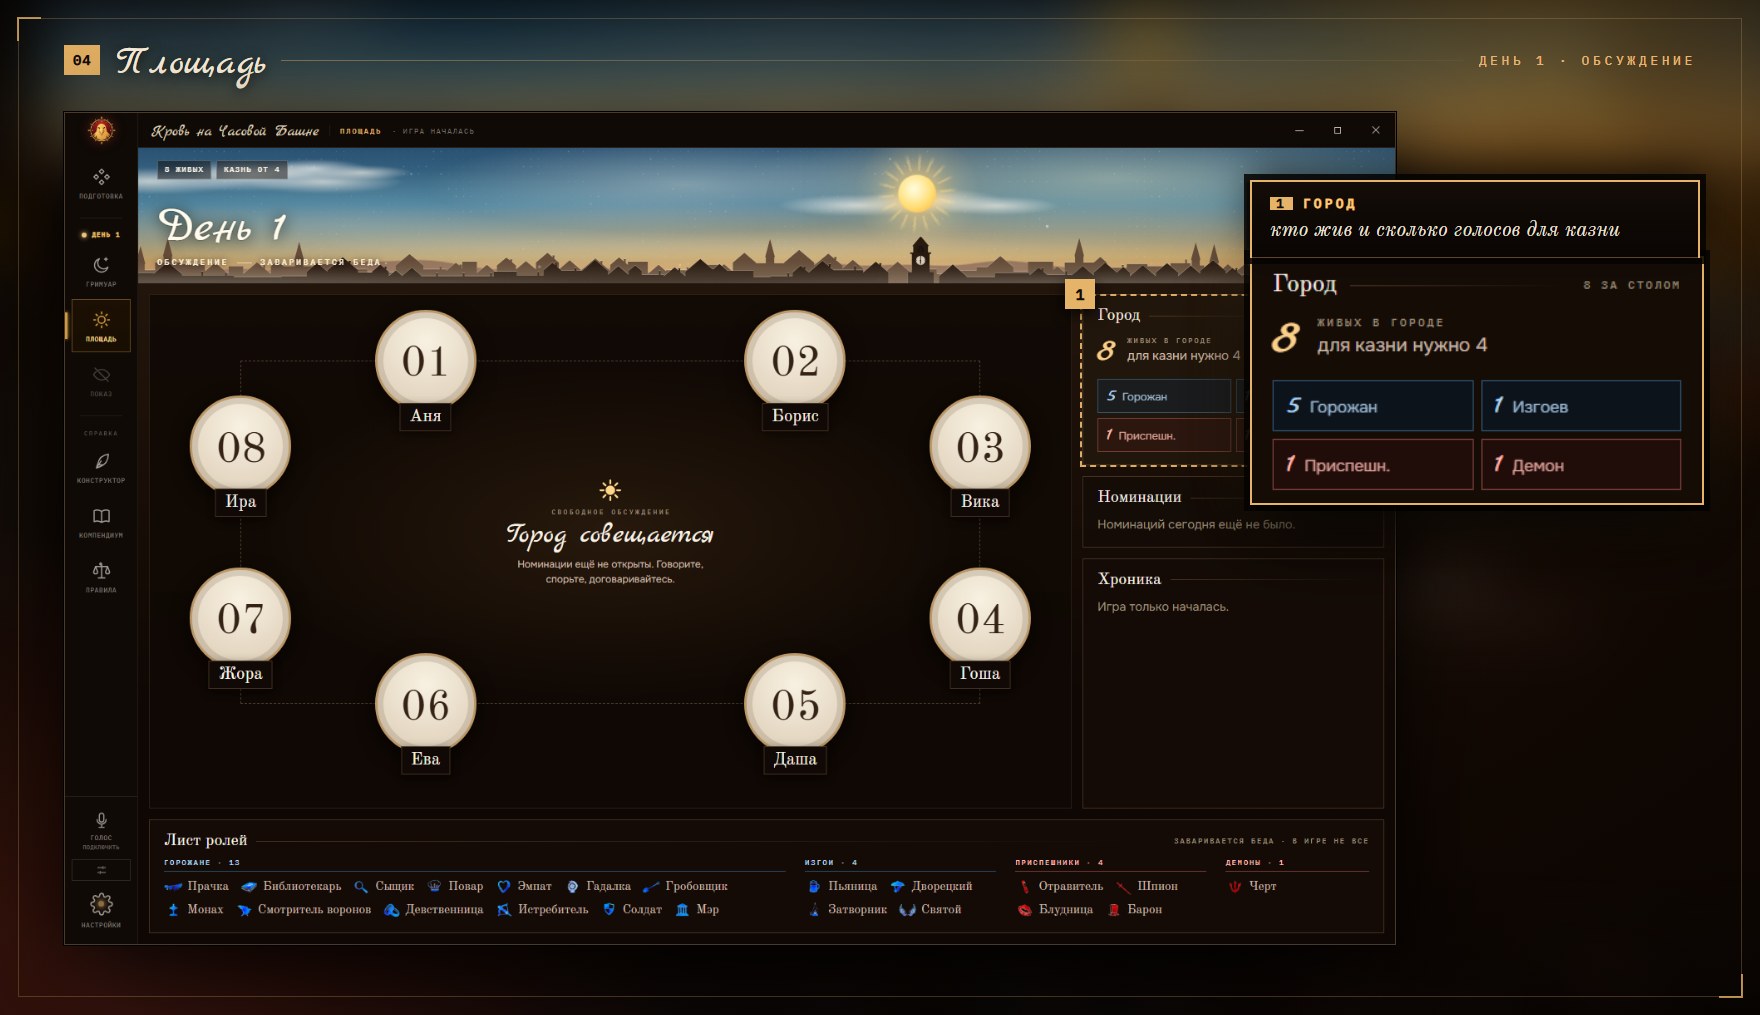 04 Площадь
ДЕНЬ 1 · ОБСУЖДЕНИЕ
Кровь на Часовой Башне
ПЛОЩАДЬ · ИГРА НАЧАЛАСЬ
ПОДГОТОВКА
ДЕНЬ 1
ГРИМУАР
ПЛОЩАДЬ
ПОКАЗ
СПРАВКА
КОНСТРУКТОР
КОМПЕНДИУМ
ПРАВИЛА
ГОЛОС
ПОДКЛЮЧИТЬ
НАСТРОЙКИ
8 ЖИВЫХ
КАЗНЬ ОТ 4
День 1
ОБСУЖДЕНИЕ — ЗАВАРИВАЕТСЯ БЕДА
01
Аня
02
Борис
03
Вика
04
Гоша
05
Даша
06
Ева
07
Жора
08
Ира
СВОБОДНОЕ ОБСУЖДЕНИЕ
Город совещается
Номинации ещё не открыты. Говорите,
спорьте, договаривайтесь.
1
Город
8
ЖИВЫХ В ГОРОДЕ
для казни нужно 4
5 Горожан
1 Приспешн.
1 ГОРОД
кто жив и сколько голосов для казни
Город
8 ЗА СТОЛОМ
8
ЖИВЫХ В ГОРОДЕ
для казни нужно 4
5 Горожан
1 Изгоев
1 Приспешн.
1 Демон
Номинации
Номинаций сегодня ещё не было.
Хроника
Игра только началась.
Лист ролей
ЗАВАРИВАЕТСЯ БЕДА · В ИГРЕ НЕ ВСЕ
ГОРОЖАНЕ · 13
Прачка Библиотекарь Сыщик Повар Эмпат Гадалка Гробовщик
Монах Смотритель воронов Девственница Истребитель Солдат Мэр
ИЗГОИ · 4
Пьяница Дворецкий
Затворник Святой
ПРИСПЕШНИКИ · 4
Отравитель Шпион
Блудница Барон
ДЕМОНЫ · 1
Черт